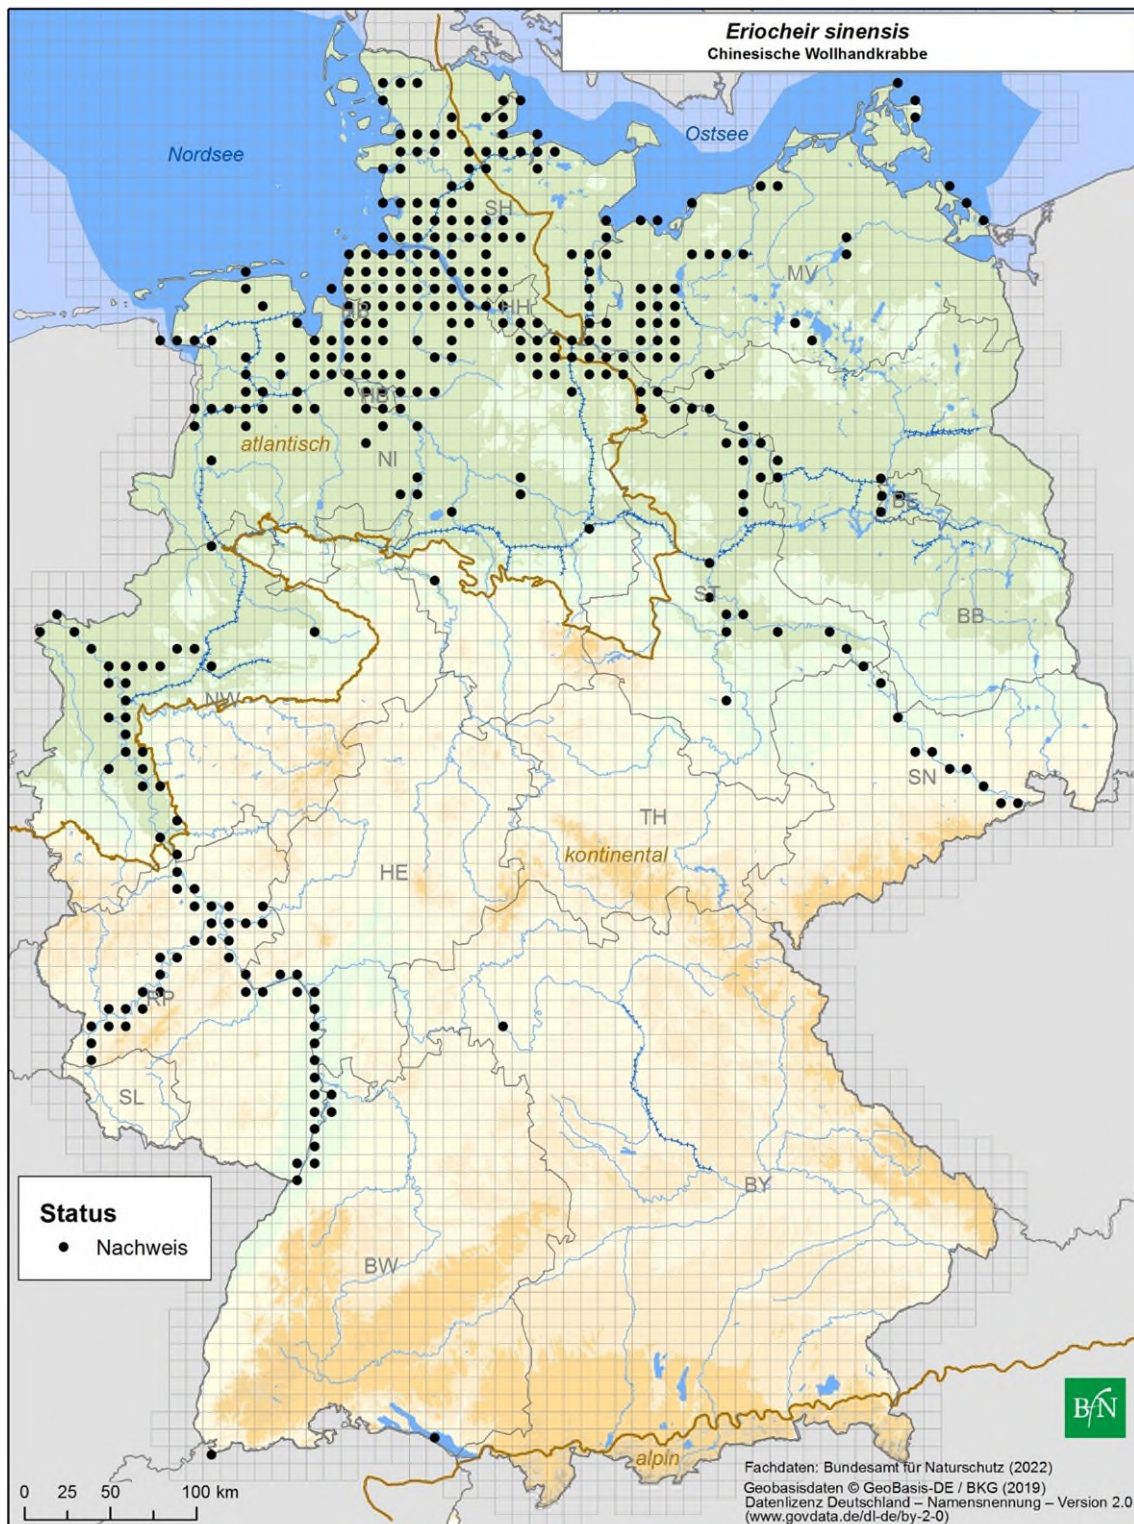 Eriocheir sinensis
Chinesische Wollhandkrabbe
Nordsee
Ostsee
SH
MV
HH
HB
HB
atlantisch
NI
BE
ST
BB
NW
SN
TH
kontinental
HE
RP
SL
BY
BW
Status
Nachweis
BfN
alpin
Fachdaten: Bundesamt für Naturschutz (2022)
Geobasisdaten © GeoBasis-DE / BKG (2019)
Datenlizenz Deutschland – Namensnennung – Version 2.0
(www.govdata.de/dl-de/by-2-0)
0 25 50 100 km